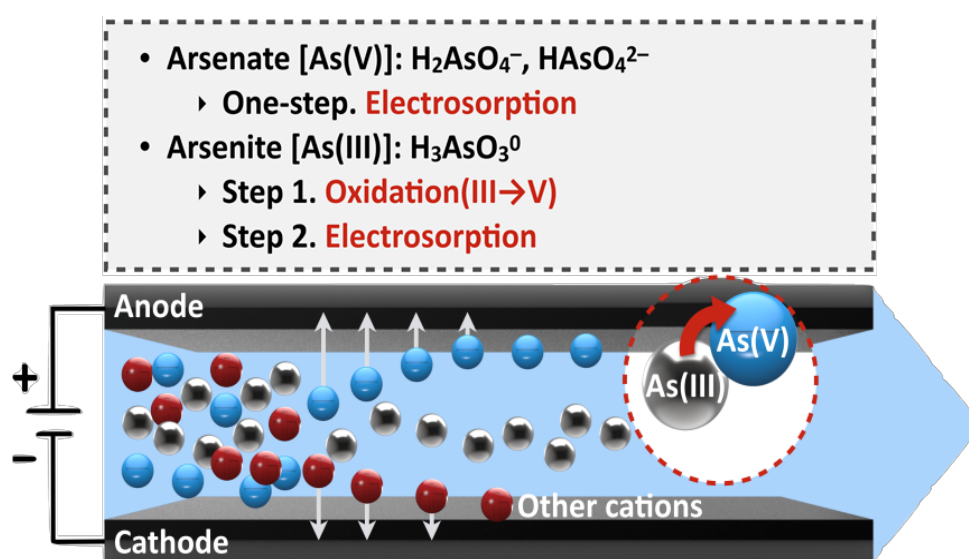 • Arsenate [As(V)]: H₂AsO₄⁻, HAsO₄²⁻
‣ One-step. Electrosorption
• Arsenite [As(III)]: H₃AsO₃⁰
‣ Step 1. Oxidation(III→V)
‣ Step 2. Electrosorption
Anode
As(V)
As(III)
+
−
Other cations
Cathode